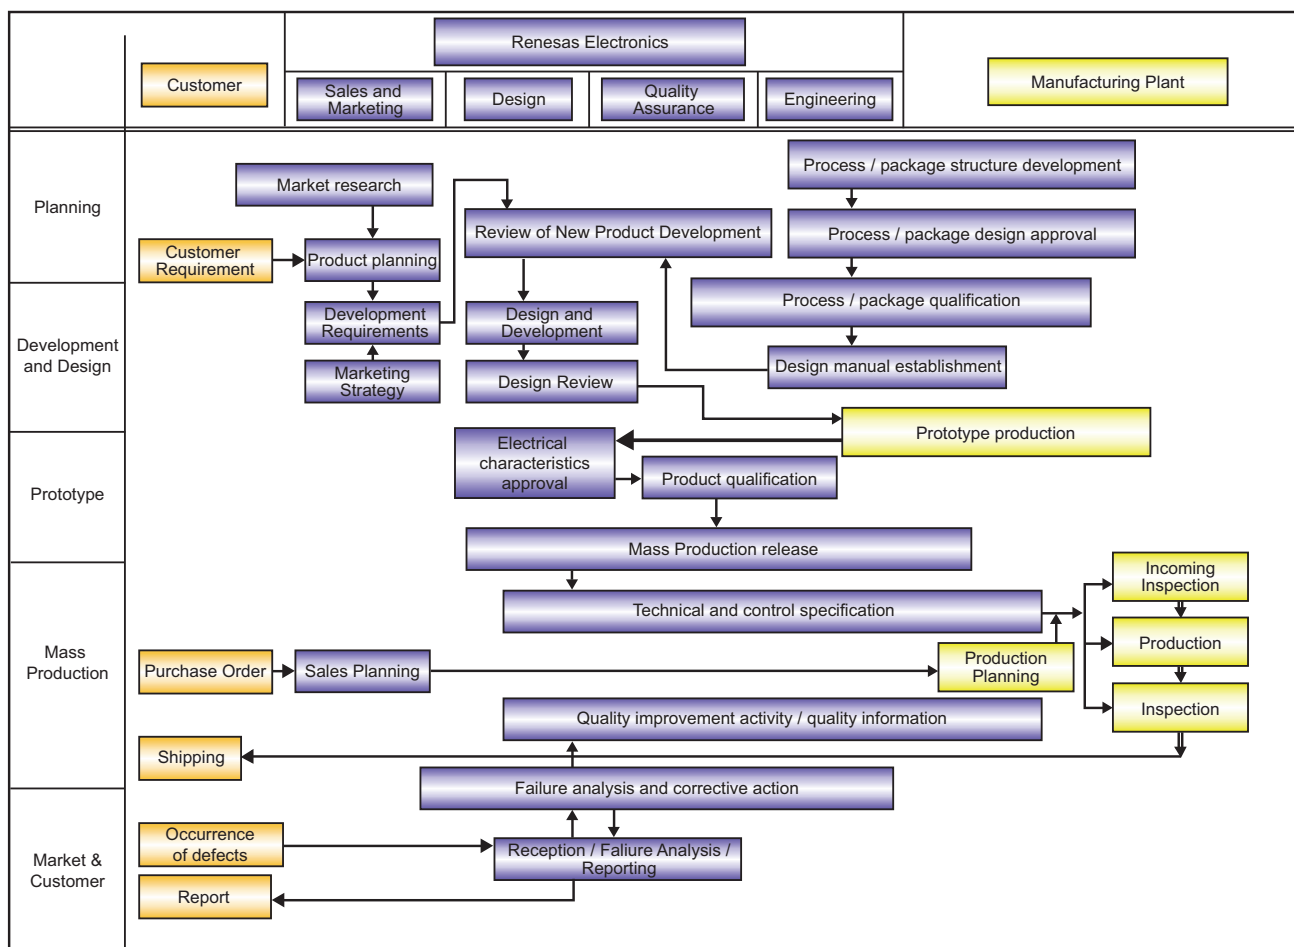 Renesas Electronics
Customer
Sales and
Marketing
Design
Quality
Assurance
Engineering
Manufacturing Plant
Planning
Market research
Process / package structure development
Review of New Product Development
Process / package design approval
Customer
Requirement
Product planning
Process / package qualification
Development
and Design
Development
Requirements
Design and
Development
Design manual establishment
Marketing
Strategy
Design Review
Prototype production
Prototype
Electrical
characteristics
approval
Product qualification
Mass Production release
Mass
Production
Incoming
Inspection
Technical and control specification
Production
Purchase Order
Sales Planning
Production
Planning
Inspection
Quality improvement activity / quality information
Shipping
Failure analysis and corrective action
Market &
Customer
Occurrence
of defects
Reception / Faliure Analysis /
Reporting
Report